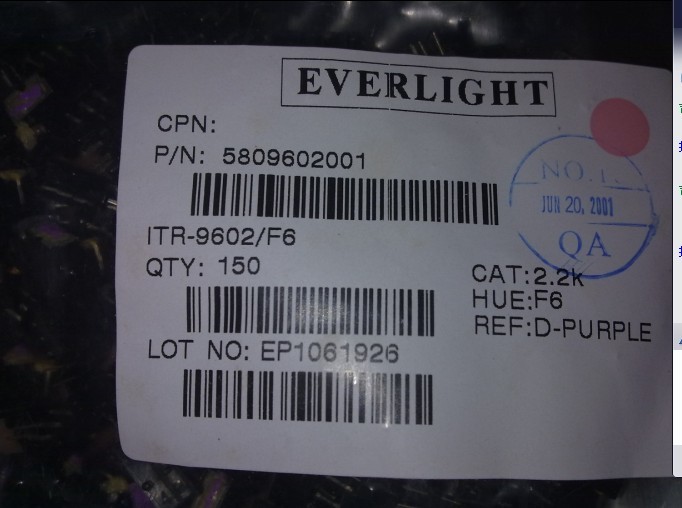 EVERLIGHT
CPN:
P/N: 5809602001
NO.1.
JUN 20, 2001
QA
ITR-9602/F6
QTY: 150
CAT:2.2K
HUE:F6
REF:D-PURPLE
LOT NO: EP1061926